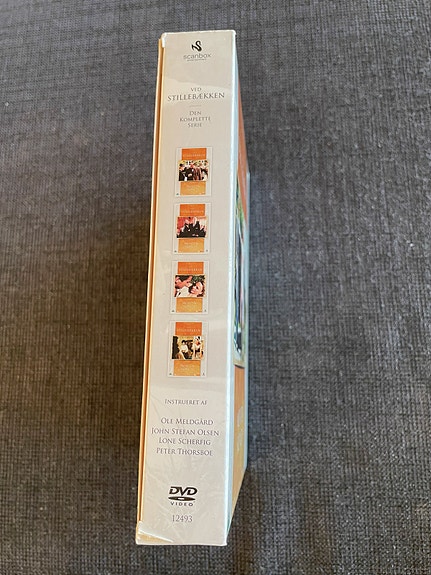 scanbox
VED
STILLEBÆKKEN
DEN
KOMPLETTE
SERIE
INSTRUERET AF
OLE MELDGÅRD
JOHN STEFAN OLSEN
LONE SCHERFIG
PETER THORSBOE
DVD
VIDEO
12493